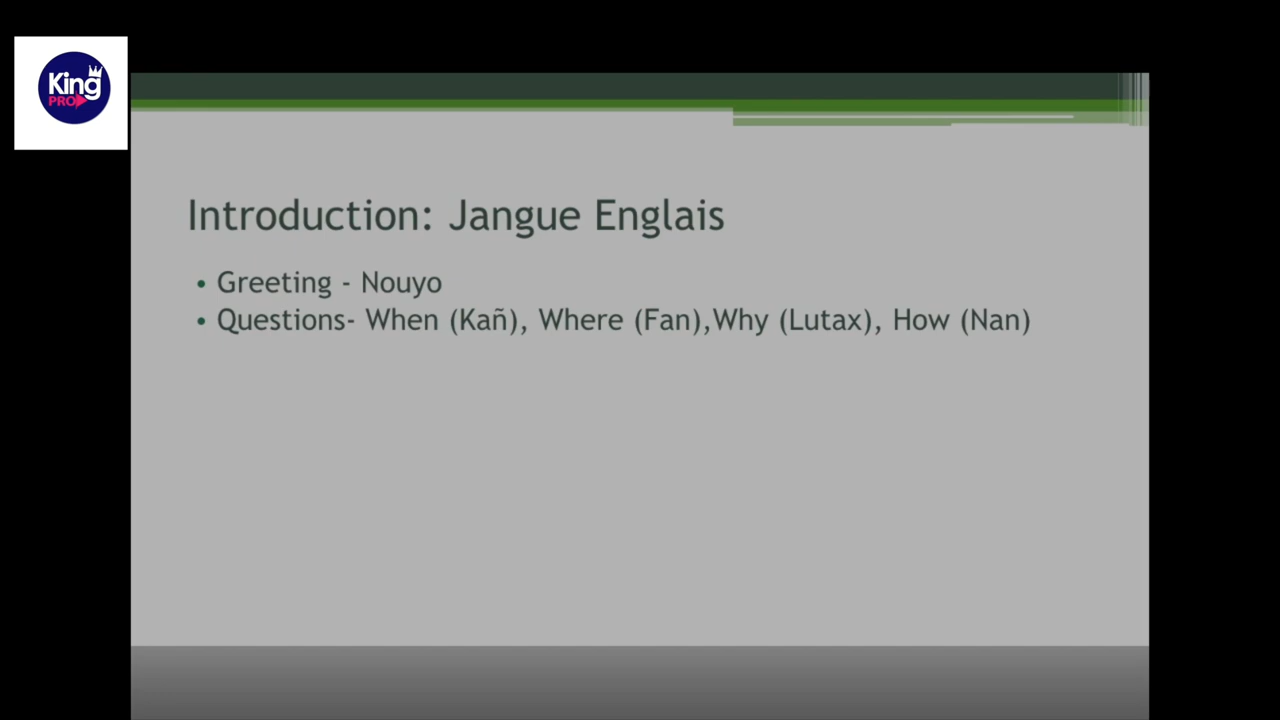 King
PRO
Introduction: Jangue Englais
• Greeting - Nouyo
• Questions- When (Kañ), Where (Fan),Why (Lutax), How (Nan)